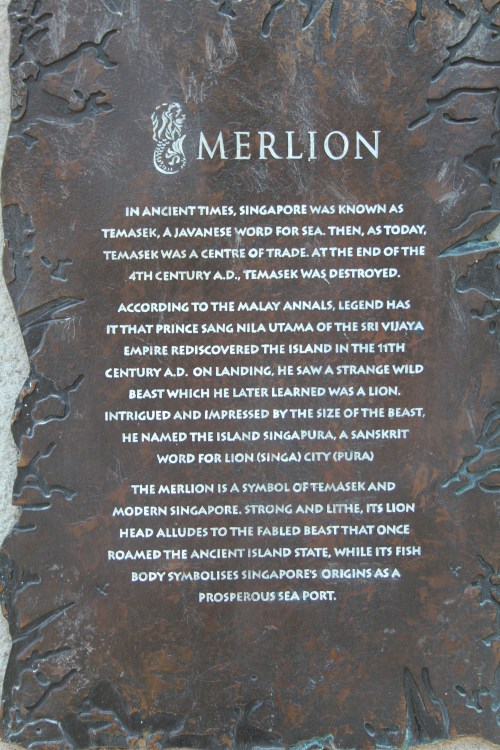 MERLION
IN ANCIENT TIMES, SINGAPORE WAS KNOWN AS
TEMASEK, A JAVANESE WORD FOR SEA. THEN, AS TODAY,
TEMASEK WAS A CENTRE OF TRADE. AT THE END OF THE
4TH CENTURY A.D., TEMASEK WAS DESTROYED.
ACCORDING TO THE MALAY ANNALS, LEGEND HAS
IT THAT PRINCE SANG NILA UTAMA OF THE SRI VIJAYA
EMPIRE REDISCOVERED THE ISLAND IN THE 11TH
CENTURY A.D. ON LANDING, HE SAW A STRANGE WILD
BEAST WHICH HE LATER LEARNED WAS A LION.
INTRIGUED AND IMPRESSED BY THE SIZE OF THE BEAST,
HE NAMED THE ISLAND SINGAPURA, A SANSKRIT
WORD FOR LION (SINGA) CITY (PURA)
THE MERLION IS A SYMBOL OF TEMASEK AND
MODERN SINGAPORE. STRONG AND LITHE, ITS LION
HEAD ALLUDES TO THE FABLED BEAST THAT ONCE
ROAMED THE ANCIENT ISLAND STATE, WHILE ITS FISH
BODY SYMBOLISES SINGAPORE'S ORIGINS AS A
PROSPEROUS SEA PORT.